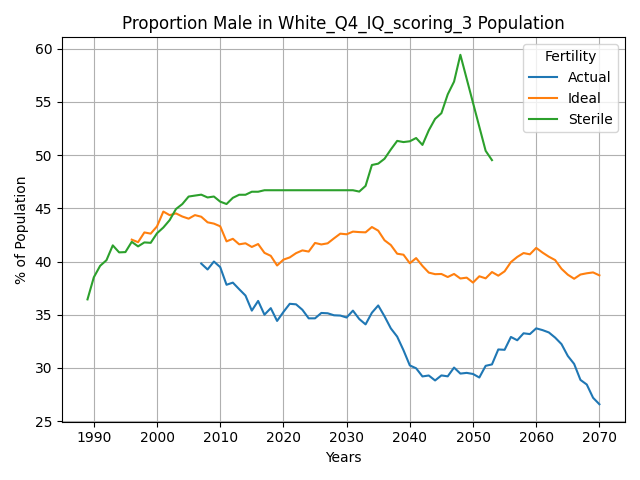 Proportion Male in White_Q4_IQ_scoring_3 Population
% of Population
60
55
50
45
40
35
30
25
Fertility
Actual
Ideal
Sterile
1990 2000 2010 2020 2030 2040 2050 2060 2070
Years